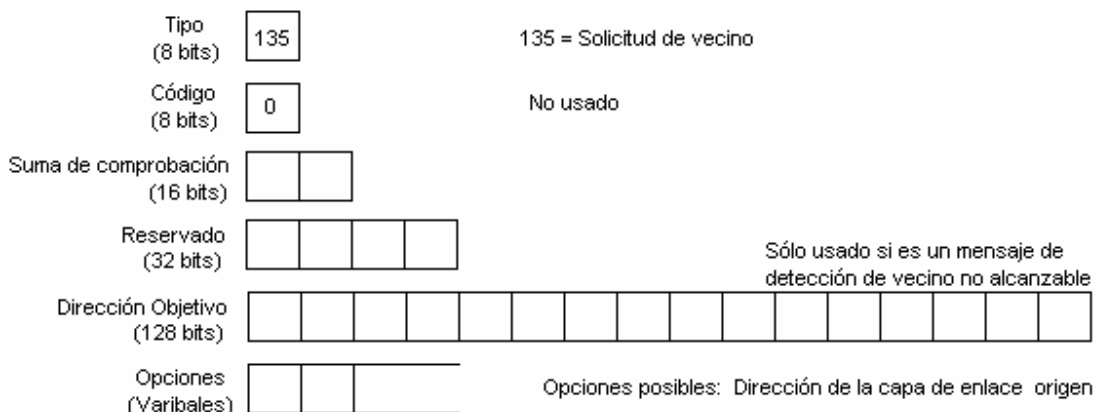 Tipo
(8 bits)
135
135 = Solicitud de vecino
Código
(8 bits)
0
No usado
Suma de comprobación
(16 bits)
Reservado
(32 bits)
Sólo usado si es un mensaje de
detección de vecino no alcanzable
Dirección Objetivo
(128 bits)
Opciones
(Varibales)
Opciones posibles: Dirección de la capa de enlace origen